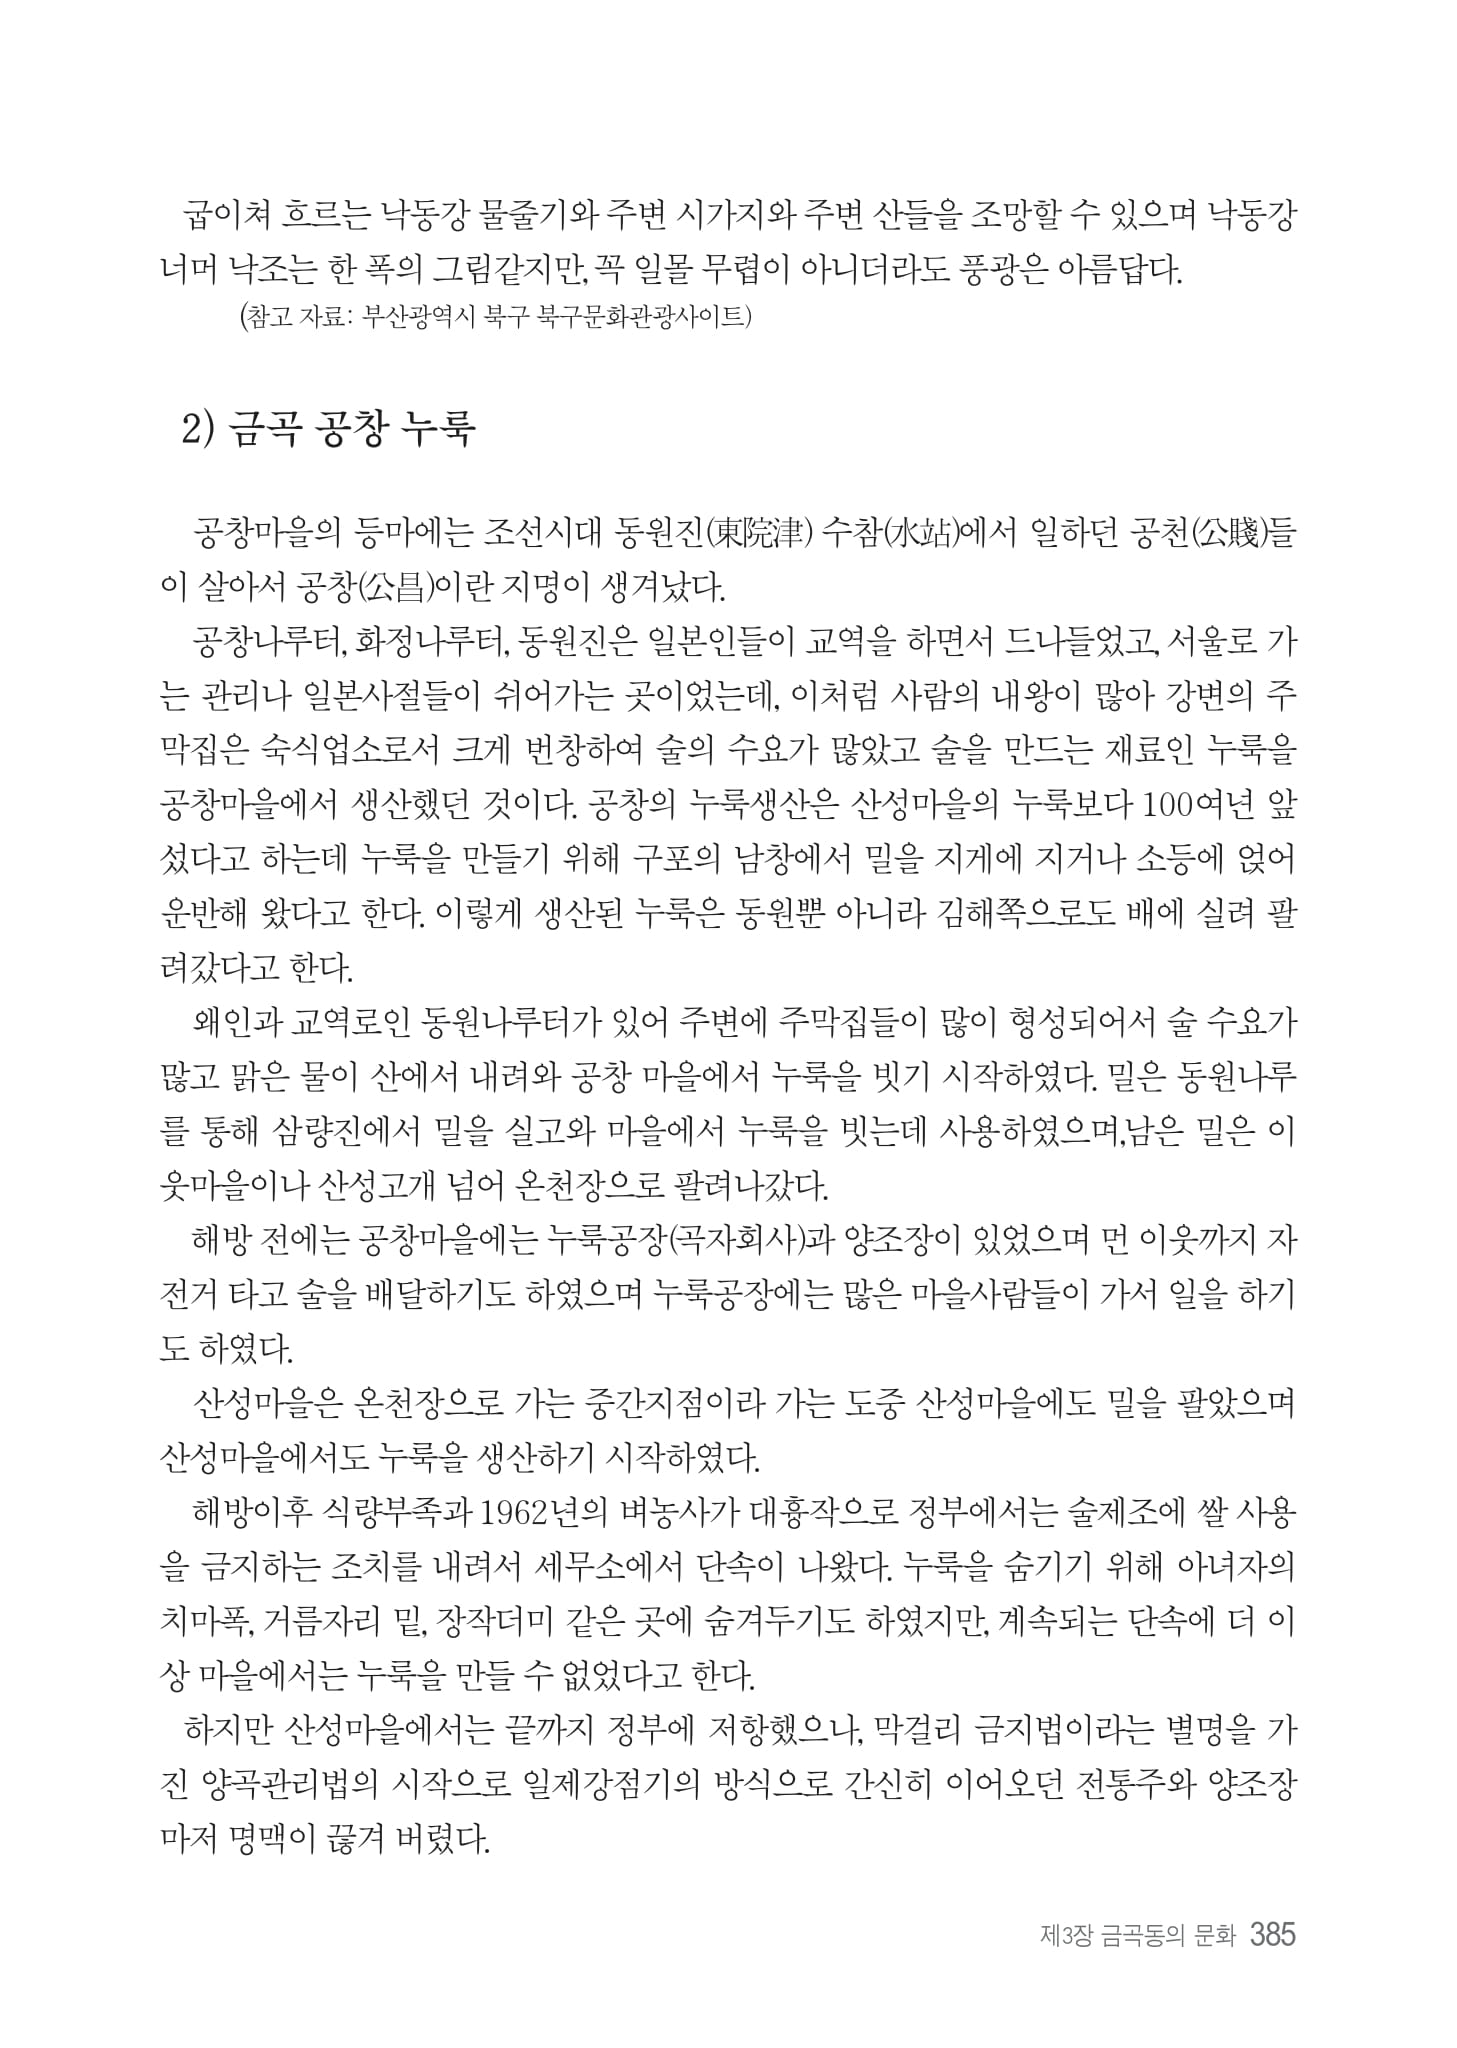 굽이쳐 흐르는 낙동강 물줄기와 주변 시가지와 주변 산들을 조망할 수 있으며 낙동강
너머 낙조는 한 폭의 그림같지만, 꼭 일몰 무렵이 아니더라도 풍광은 아름답다.
(참고 자료: 부산광역시 북구 북구문화관광사이트)
2) 금곡 공창 누룩
공창마을의 등마에는 조선시대 동원진(東院津) 수참(水站)에서 일하던 공천(公賤)들
이 살아서 공창(公昌)이란 지명이 생겨났다.
공창나루터, 화정나루터, 동원진은 일본인들이 교역을 하면서 드나들었고, 서울로 가
는 관리나 일본사절들이 쉬어가는 곳이었는데, 이처럼 사람의 내왕이 많아 강변의 주
막집은 숙식업소로서 크게 번창하여 술의 수요가 많았고 술을 만드는 재료인 누룩을
공창마을에서 생산했던 것이다. 공창의 누룩생산은 산성마을의 누룩보다 100여년 앞
섰다고 하는데 누룩을 만들기 위해 구포의 남창에서 밀을 지게에 지거나 소등에 얹어
운반해 왔다고 한다. 이렇게 생산된 누룩은 동원뿐 아니라 김해쪽으로도 배에 실려 팔
려갔다고 한다.
왜인과 교역로인 동원나루터가 있어 주변에 주막집들이 많이 형성되어서 술 수요가
많고 맑은 물이 산에서 내려와 공창 마을에서 누룩을 빗기 시작하였다. 밀은 동원나루
를 통해 삼량진에서 밀을 실고와 마을에서 누룩을 빗는데 사용하였으며,남은 밀은 이
웃마을이나 산성고개 넘어 온천장으로 팔려나갔다.
해방 전에는 공창마을에는 누룩공장(곡자회사)과 양조장이 있었으며 먼 이웃까지 자
전거 타고 술을 배달하기도 하였으며 누룩공장에는 많은 마을사람들이 가서 일을 하기
도 하였다.
산성마을은 온천장으로 가는 중간지점이라 가는 도중 산성마을에도 밀을 팔았으며
산성마을에서도 누룩을 생산하기 시작하였다.
해방이후 식량부족과 1962년의 벼농사가 대흉작으로 정부에서는 술제조에 쌀 사용
을 금지하는 조치를 내려서 세무소에서 단속이 나왔다. 누룩을 숨기기 위해 아녀자의
치마폭, 거름자리 밑, 장작더미 같은 곳에 숨겨두기도 하였지만, 계속되는 단속에 더 이
상 마을에서는 누룩을 만들 수 없었다고 한다.
하지만 산성마을에서는 끝까지 정부에 저항했으나, 막걸리 금지법이라는 별명을 가
진 양곡관리법의 시작으로 일제강점기의 방식으로 간신히 이어오던 전통주와 양조장
마저 명맥이 끊겨 버렸다.
제3장 금곡동의 문화 385